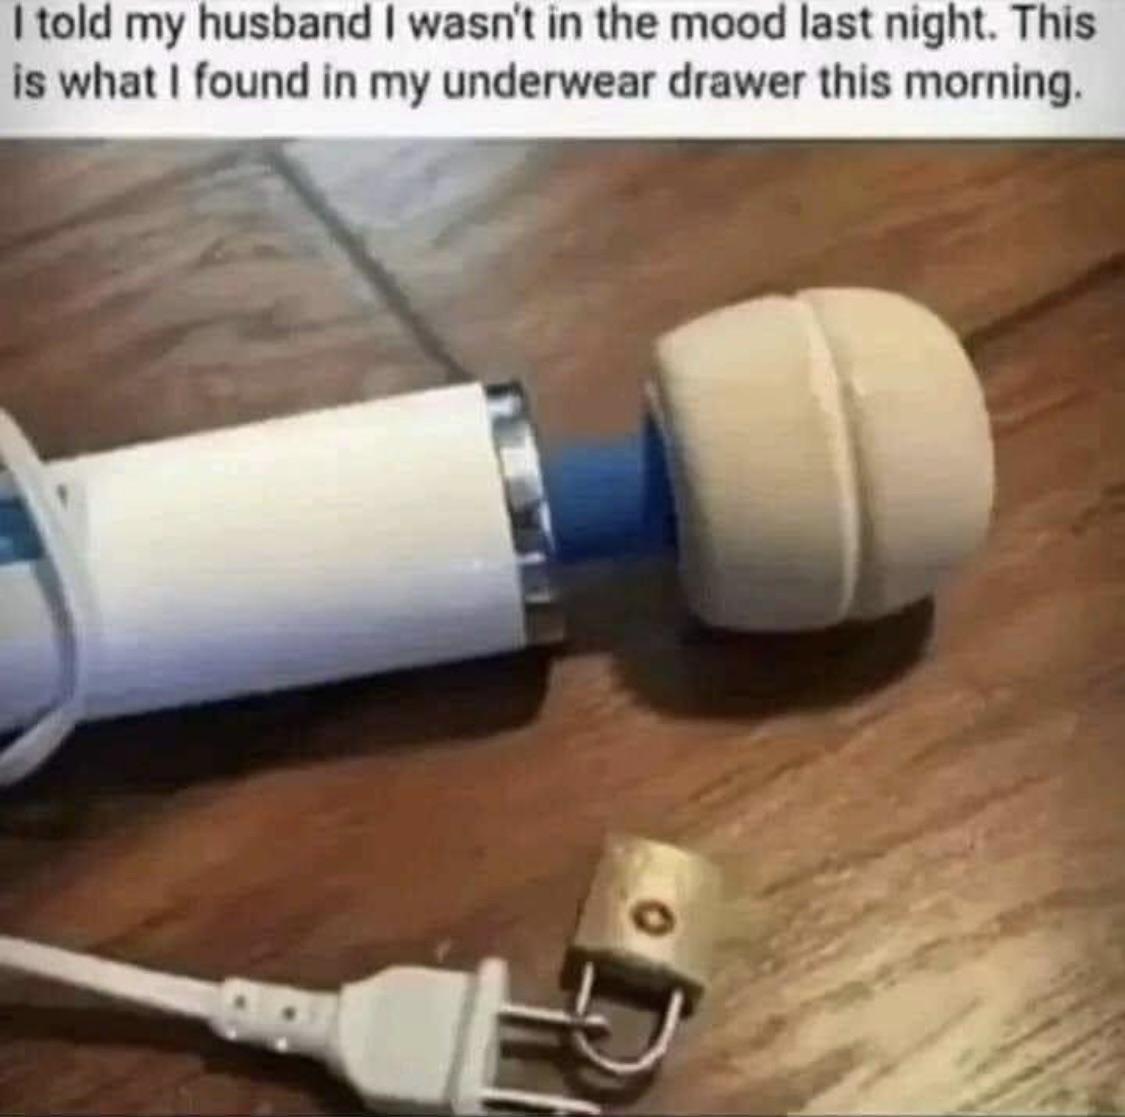 I told my husband I wasn't in the mood last night. This
is what I found in my underwear drawer this morning.